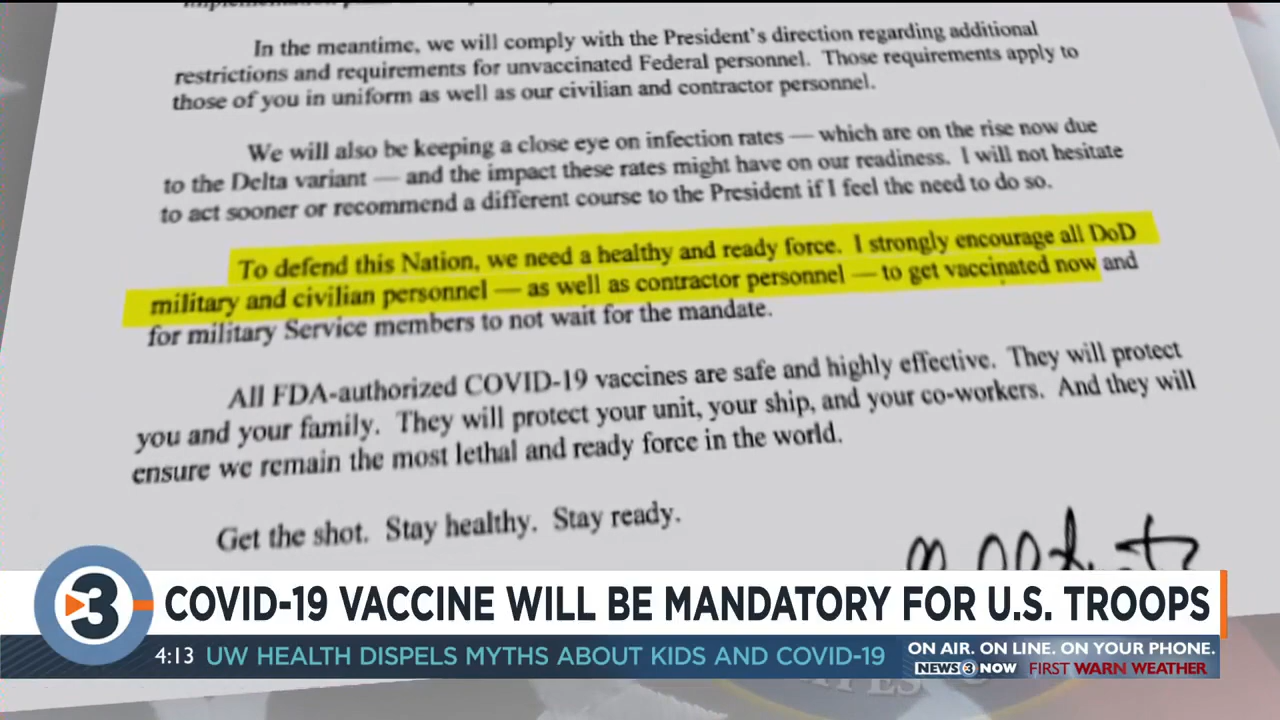 In the meantime, we will comply with the President's direction regarding additional
restrictions and requirements for unvaccinated Federal personnel. Those requirements apply to
those of you in uniform as well as our civilian and contractor personnel.
We will also be keeping a close eye on infection rates — which are on the rise now due
to the Delta variant — and the impact these rates might have on our readiness. I will not hesitate
to act sooner or recommend a different course to the President if I feel the need to do so.
To defend this Nation, we need a healthy and ready force. I strongly encourage all DoD
military and civilian personnel — as well as contractor personnel — to get vaccinated now and
for military Service members to not wait for the mandate.
All FDA-authorized COVID-19 vaccines are safe and highly effective. They will protect
you and your family. They will protect your unit, your ship, and your co-workers. And they will
ensure we remain the most lethal and ready force in the world.
Get the shot. Stay healthy. Stay ready.
3
COVID-19 VACCINE WILL BE MANDATORY FOR U.S. TROOPS
4:13 UW HEALTH DISPELS MYTHS ABOUT KIDS AND COVID-19
ON AIR. ON LINE. ON YOUR PHONE.
NEWS 3 NOW FIRST WARN WEATHER